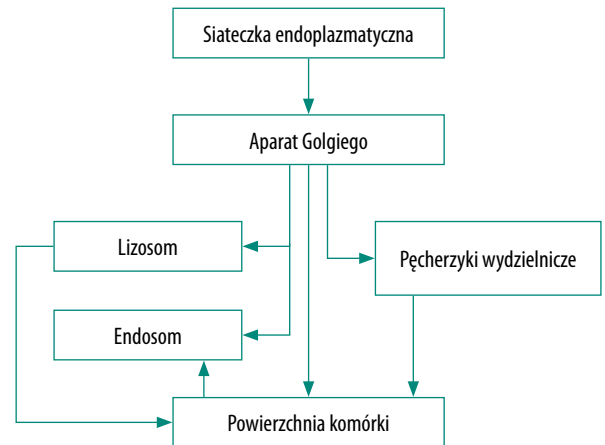 Siateczka endoplazmatyczna
Aparat Golgiego
Lizosom
Pęcherzyki wydzielnicze
Endosom
Powierzchnia komórki